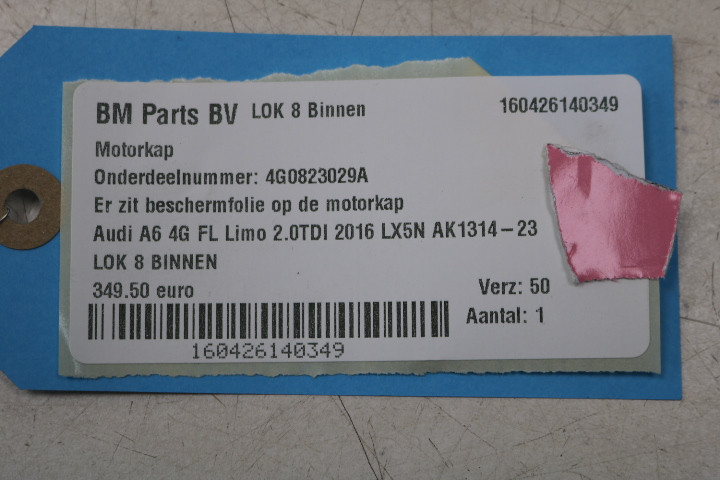 BM Parts BV LOK 8 Binnen 160426140349
Motorkap
Onderdeelnummer: 4G0823029A
Er zit beschermfolie op de motorkap
Audi A6 4G FL Limo 2.0TDI 2016 LX5N AK1314-23
LOK 8 BINNEN
349.50 euro Verz: 50
Aantal: 1
160426140349